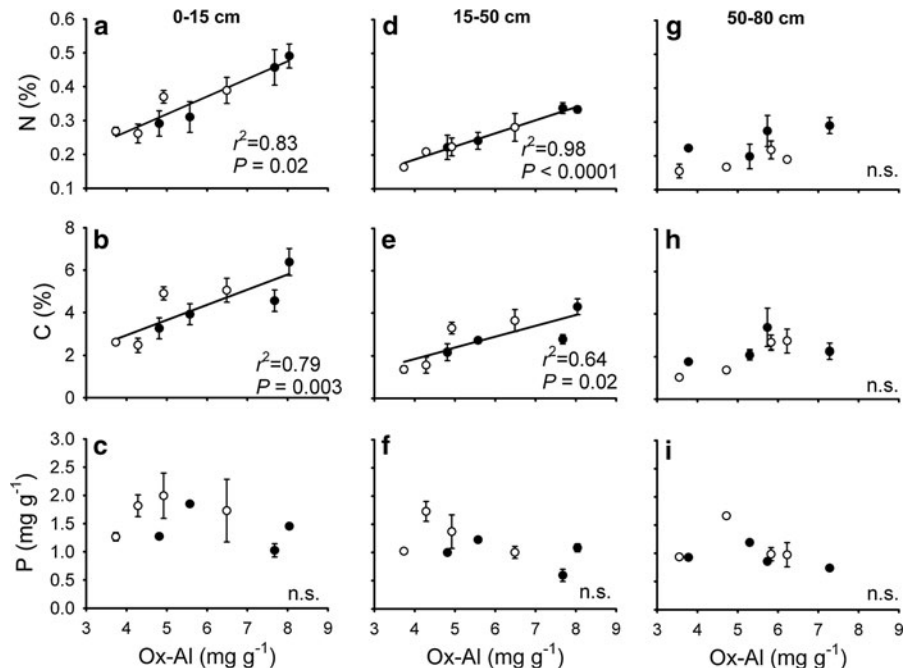 0-15 cm
15-50 cm
50-80 cm
a
d
g
N (%)
0.6
0.5
0.4
0.3
0.2
0.1
r²=0.83
P = 0.02
r²=0.98
P < 0.0001
n.s.
b
e
h
C (%)
8
6
4
2
0
r²=0.79
P = 0.003
r²=0.64
P = 0.02
n.s.
c
f
i
P (mg g⁻¹)
3.0
2.5
2.0
1.5
1.0
0.5
0.0
n.s.
n.s.
n.s.
3 4 5 6 7 8 9
3 4 5 6 7 8 9
3 4 5 6 7 8 9
Ox-Al (mg g⁻¹)
Ox-Al (mg g⁻¹)
Ox-Al (mg g⁻¹)